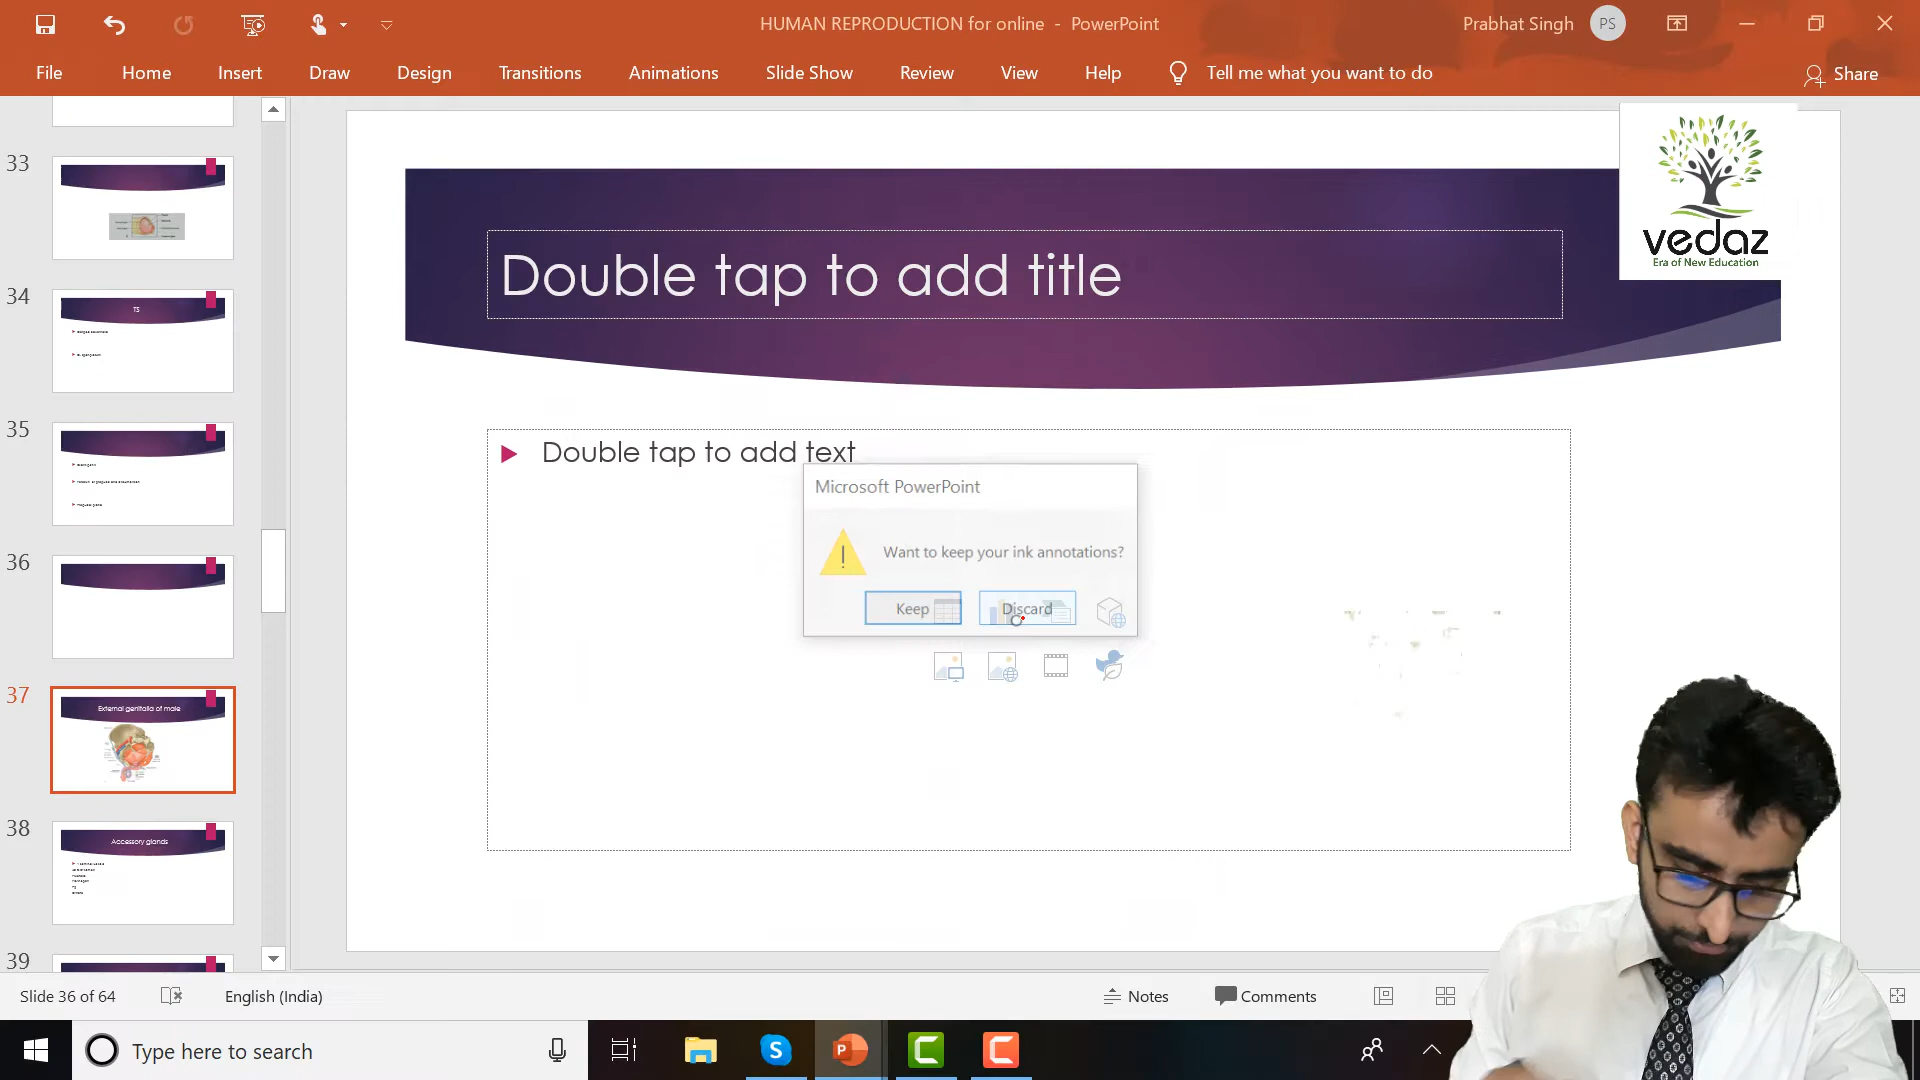 HUMAN REPRODUCTION for online - PowerPoint
Prabhat Singh
PS
File
Home
Insert
Draw
Design
Transitions
Animations
Slide Show
Review
View
Help
Tell me what you want to do
Share
33
34
TS
35
36
37
External genitalia of male
38
Accessory glands
39
Double tap to add title
vedaz
Era of New Education
Double tap to add text
Microsoft PowerPoint
Want to keep your ink annotations?
Keep
Discard
Slide 36 of 64
English (India)
Notes
Comments
Type here to search